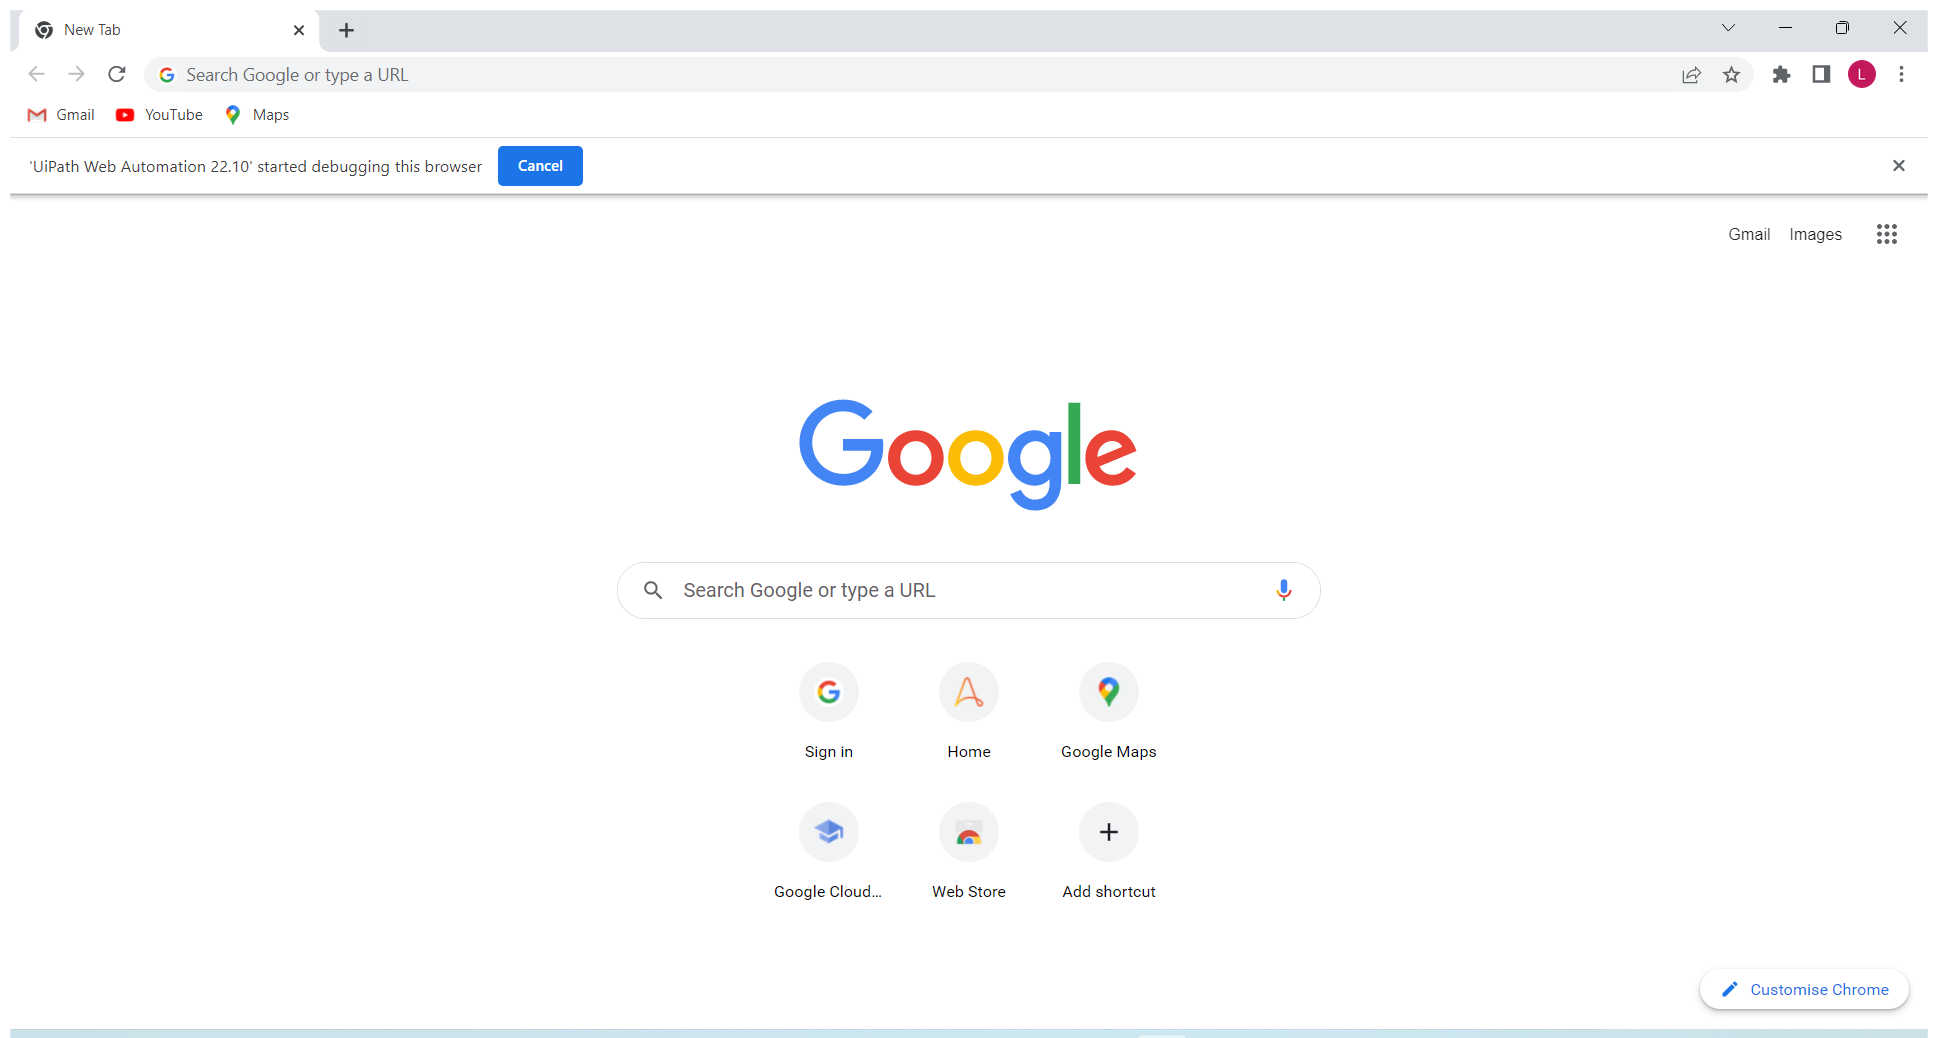 New Tab
Search Google or type a URL
L
Gmail YouTube Maps
'UiPath Web Automation 22.10' started debugging this browser Cancel
Gmail Images
Google
Search Google or type a URL
Sign in Home Google Maps
Google Cloud... Web Store Add shortcut
Customise Chrome